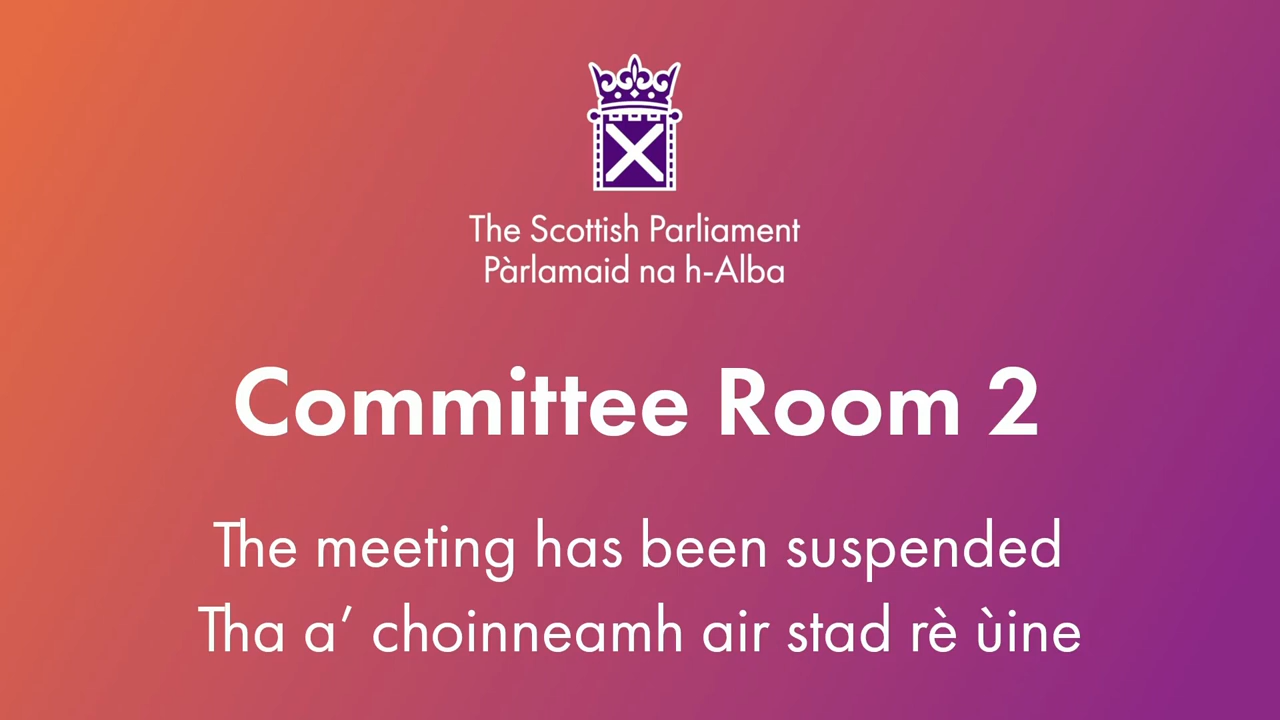 The Scottish Parliament
Pàrlamaid na h-Alba
Committee Room 2
The meeting has been suspended
Tha a’ choinneamh air stad rè ùine